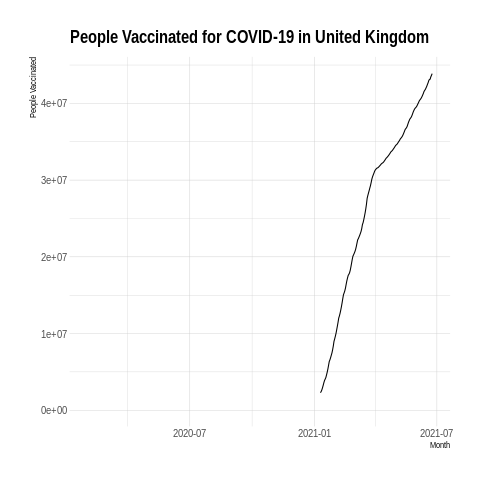 People Vaccinated for COVID-19 in United Kingdom
People Vaccinated
4e+07
3e+07
2e+07
1e+07
0e+00
2020-07
2021-01
2021-07
Month